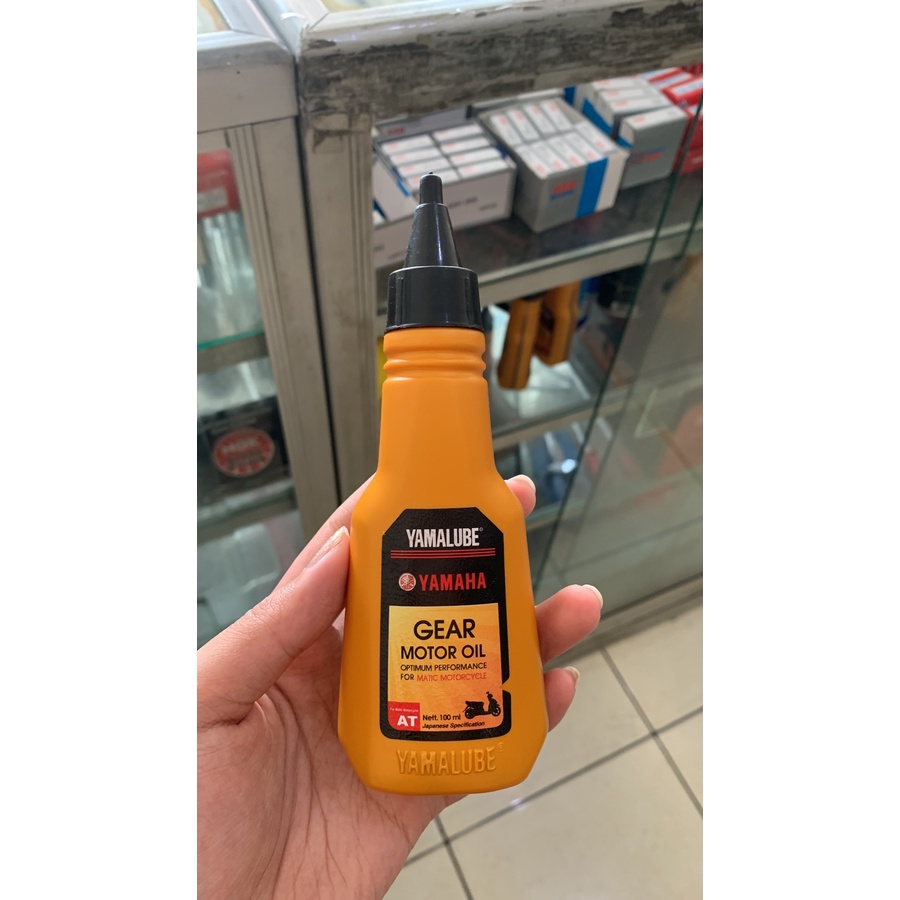 YAMALUBE®
YAMAHA
GEAR
MOTOR OIL
OPTIMUM PERFORMANCE
FOR MATIC MOTORCYCLE
AT
Nett. 100 ml
Japanese Specification
YAMALUBE